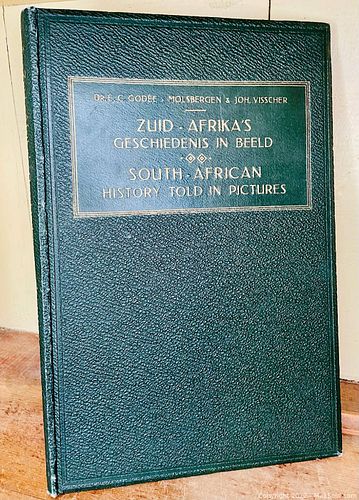 Dr. E. C. GODÉE - MOLSBERGEN & JOH. VISSCHER
ZUID-AFRIKA'S
GESCHIEDENIS IN BEELD
SOUTH-AFRICAN
HISTORY TOLD IN PICTURES